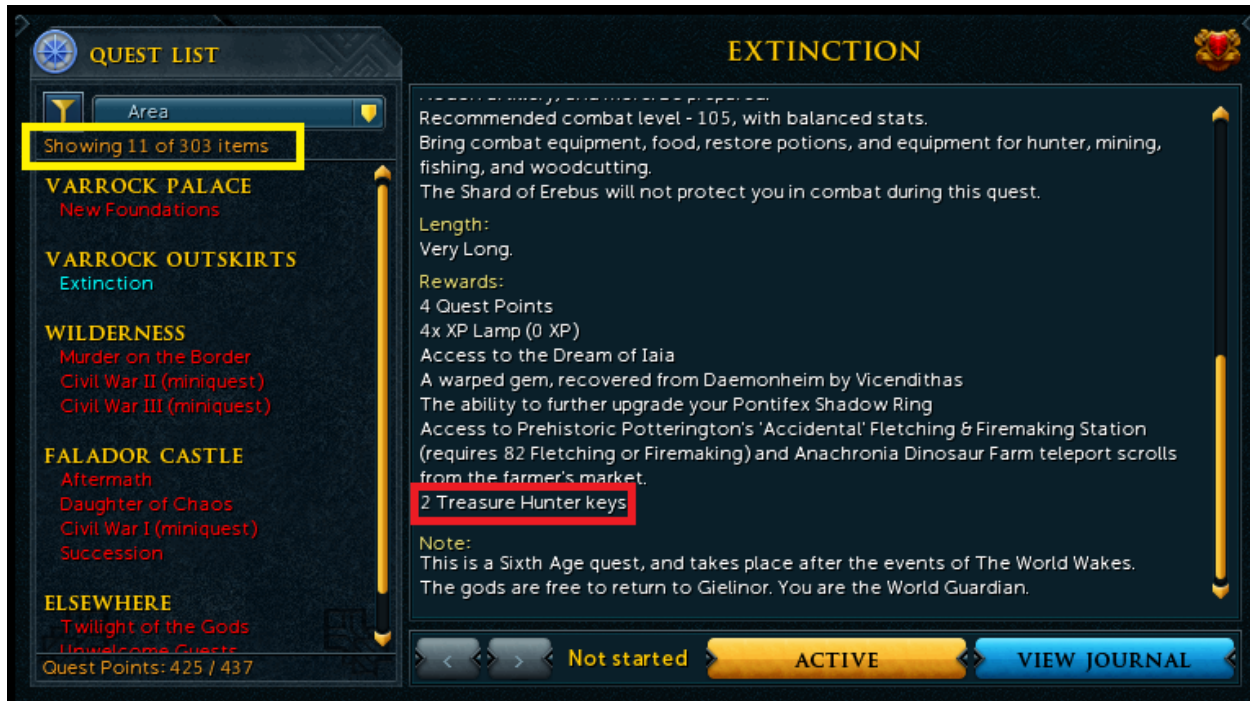 QUEST LIST
Area
Showing 11 of 303 items
VARROCK PALACE
New Foundations
VARROCK OUTSKIRTS
Extinction
WILDERNESS
Murder on the Border
Civil War II (miniquest)
Civil War III (miniquest)
FALADOR CASTLE
Aftermath
Daughter of Chaos
Civil War I (miniquest)
Succession
ELSEWHERE
Twilight of the Gods
Unwelcome Guests
Quest Points: 425 / 437
EXTINCTION
Recommended combat level - 105, with balanced stats.
Bring combat equipment, food, restore potions, and equipment for hunter, mining,
fishing, and woodcutting.
The Shard of Erebus will not protect you in combat during this quest.
Length:
Very Long.
Rewards:
4 Quest Points
4x XP Lamp (0 XP)
Access to the Dream of Iaia
A warped gem, recovered from Daemonheim by Vicendithas
The ability to further upgrade your Pontifex Shadow Ring
Access to Prehistoric Potterington's 'Accidental' Fletching & Firemaking Station
(requires 82 Fletching or Firemaking) and Anachronia Dinosaur Farm teleport scrolls
from the farmer's market.
2 Treasure Hunter keys
Note:
This is a Sixth Age quest, and takes place after the events of The World Wakes.
The gods are free to return to Gielinor. You are the World Guardian.
< > Not started ACTIVE VIEW JOURNAL